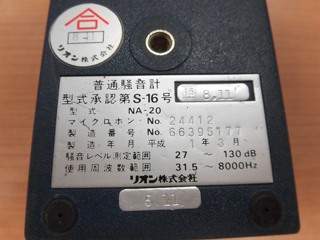 合
8.11
リオン株式会社
普通騒音計
型式承認第S-16号 8.11
型式 NA-20
マイクロホン No. 24412
製造番号 No. 66395177
製造年月 平成 1年3月
騒音レベル測定範囲 27 ～ 130dB
使用周波数範囲 31.5 ～ 8000Hz
リオン株式会社
8.11